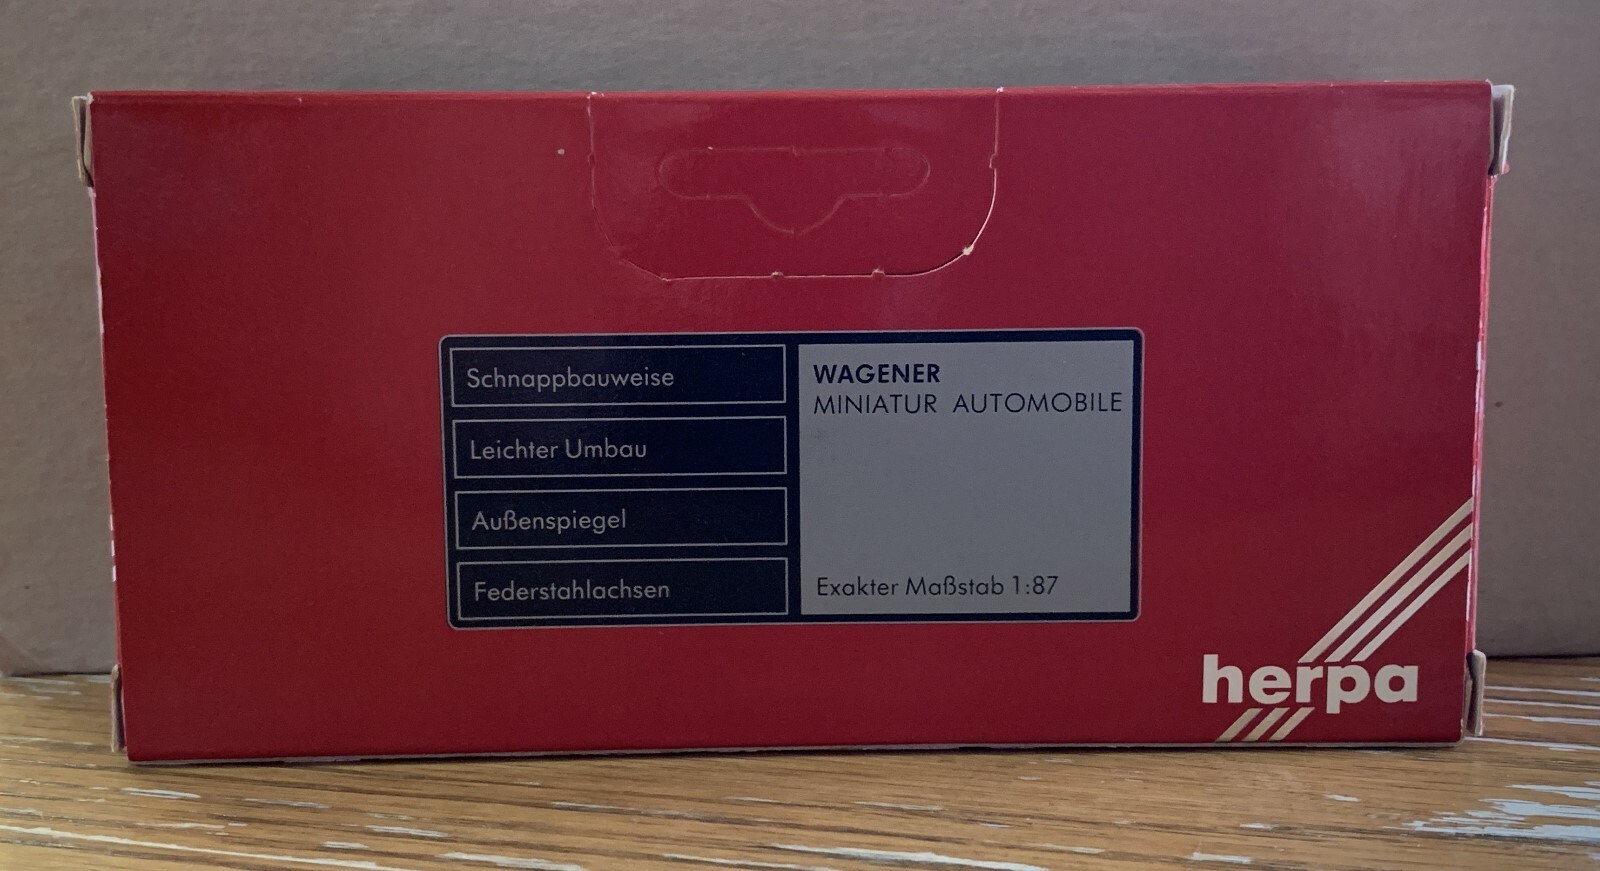 Schnappbauweise
Leichter Umbau
Außenspiegel
Federstahlachsen
WAGENER
MINIATUR AUTOMOBILE
Exakter Maßstab 1:87
herpa